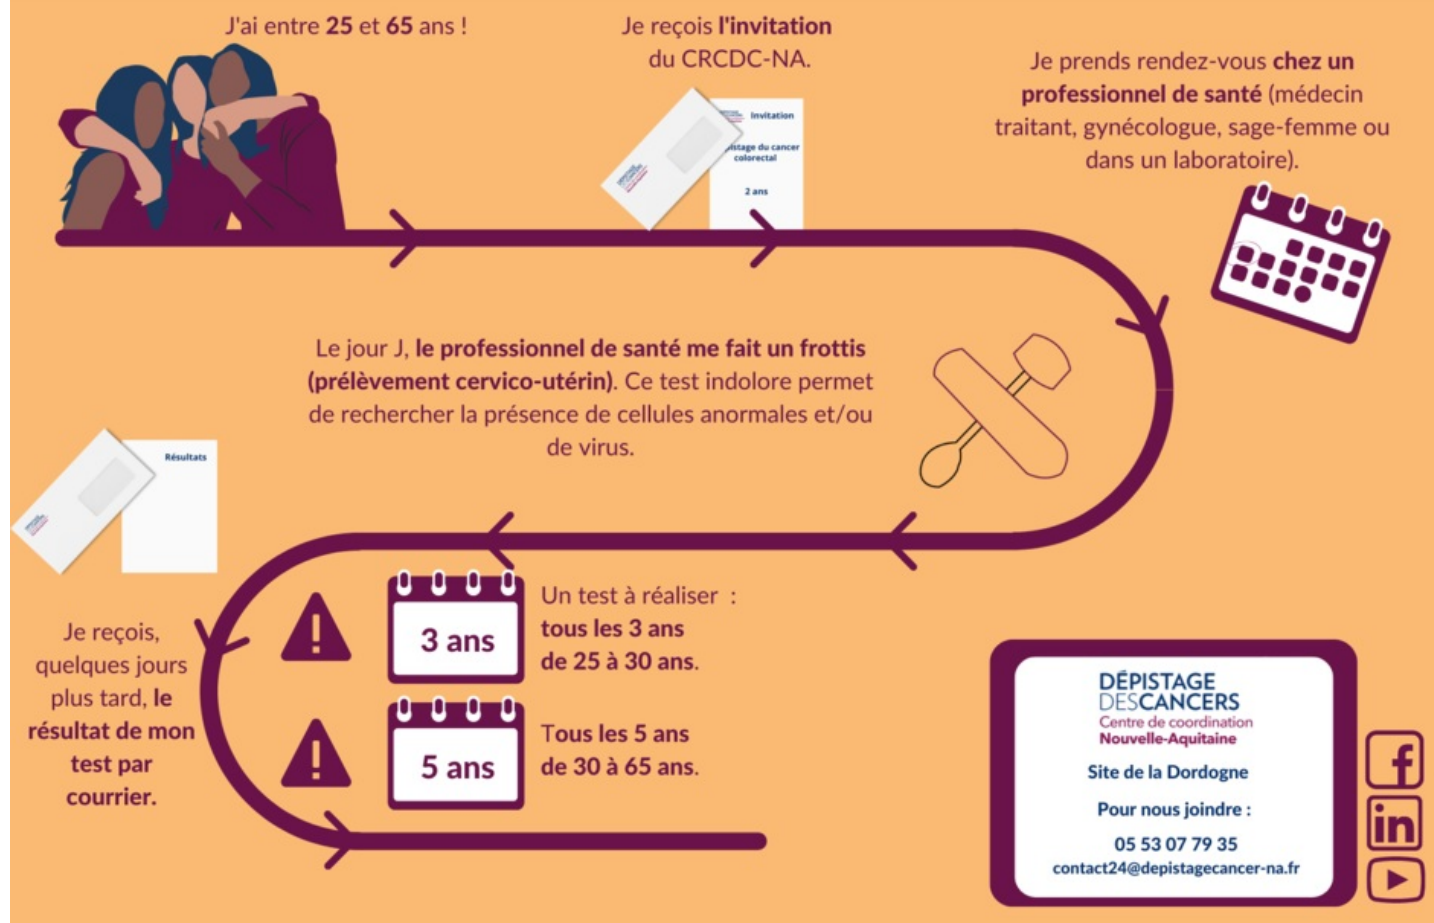 J'ai entre 25 et 65 ans !
Je reçois l'invitation
du CRCDC-NA.
Je prends rendez-vous chez un
professionnel de santé (médecin
traitant, gynécologue, sage-femme ou
dans un laboratoire).
Invitation
istage du cancer
colorectal
2 ans
Le jour J, le professionnel de santé me fait un frottis
(prélèvement cervico-utérin). Ce test indolore permet
de rechercher la présence de cellules anormales et/ou
de virus.
Résultats
Je reçois,
quelques jours
plus tard, le
résultat de mon
test par
courrier.
3 ans
Un test à réaliser :
tous les 3 ans
de 25 à 30 ans.
5 ans
Tous les 5 ans
de 30 à 65 ans.
DÉPISTAGE
DESCANCERS
Centre de coordination
Nouvelle-Aquitaine
Site de la Dordogne
Pour nous joindre :
05 53 07 79 35
contact24@depistagecancer-na.fr
f
in